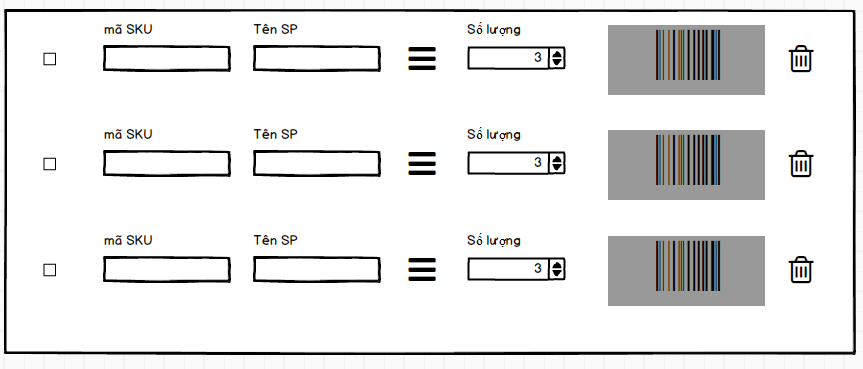 mã SKU Tên SP Số lượng
3
mã SKU Tên SP Số lượng
3
mã SKU Tên SP Số lượng
3